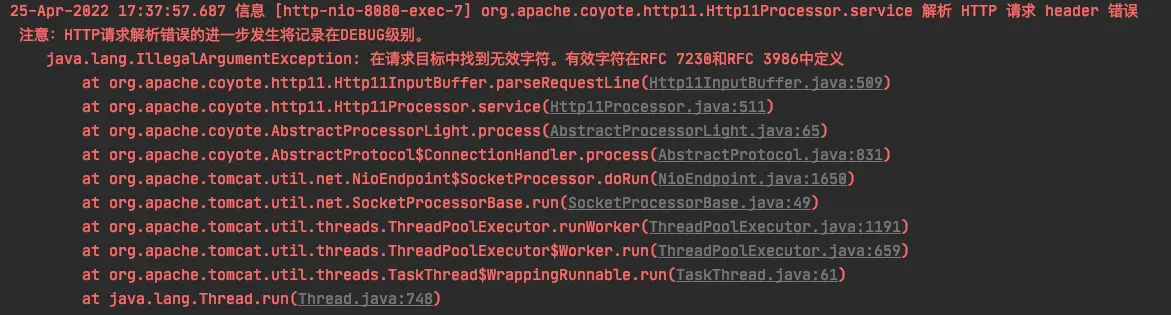 25-Apr-2022 17:37:57.687 信息 [http-nio-8080-exec-7] org.apache.coyote.http11.Http11Processor.service 解析 HTTP 请求 header 错误
注意：HTTP请求解析错误的进一步发生将记录在DEBUG级别。
java.lang.IllegalArgumentException: 在请求目标中找到无效字符。有效字符在RFC 7230和RFC 3986中定义
at org.apache.coyote.http11.Http11InputBuffer.parseRequestLine(Http11InputBuffer.java:509)
at org.apache.coyote.http11.Http11Processor.service(Http11Processor.java:511)
at org.apache.coyote.AbstractProcessorLight.process(AbstractProcessorLight.java:65)
at org.apache.coyote.AbstractProtocol$ConnectionHandler.process(AbstractProtocol.java:831)
at org.apache.tomcat.util.net.NioEndpoint$SocketProcessor.doRun(NioEndpoint.java:1650)
at org.apache.tomcat.util.net.SocketProcessorBase.run(SocketProcessorBase.java:49)
at org.apache.tomcat.util.threads.ThreadPoolExecutor.runWorker(ThreadPoolExecutor.java:1191)
at org.apache.tomcat.util.threads.ThreadPoolExecutor$Worker.run(ThreadPoolExecutor.java:659)
at org.apache.tomcat.util.threads.TaskThread$WrappingRunnable.run(TaskThread.java:61)
at java.lang.Thread.run(Thread.java:748)